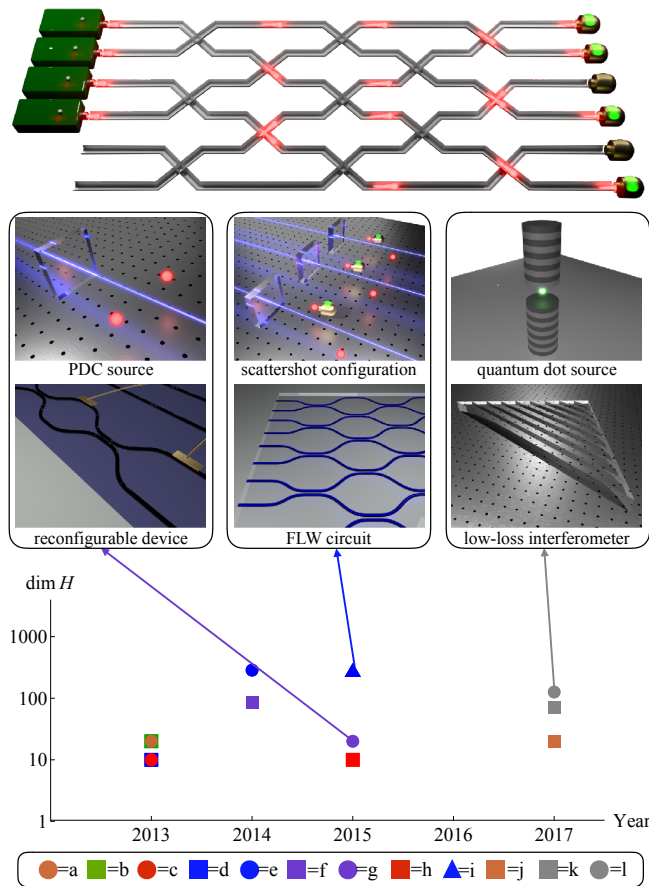 PDC source
scattershot configuration
quantum dot source
reconfigurable device
FLW circuit
low-loss interferometer
dim H
1000
100
10
1
2013 2014 2015 2016 2017 Year
=a =b =c =d =e =f =g =h =i =j =k =l